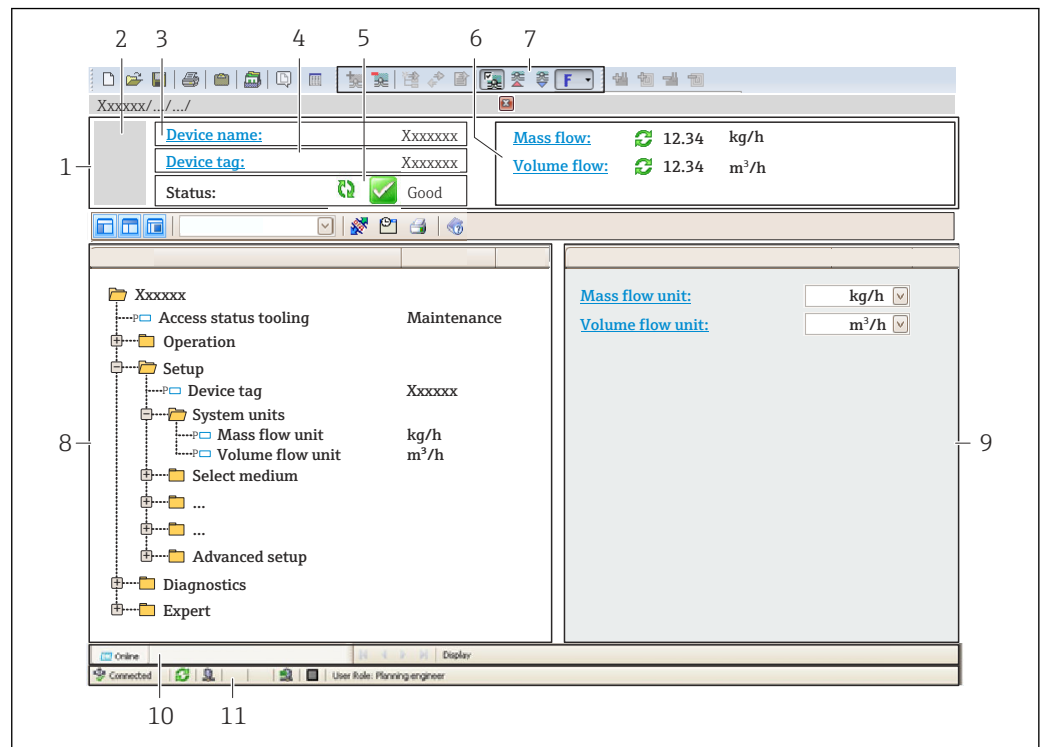 2 3 4 5 6 7
F
Xxxxxx/.../.../
1
Device name: Xxxxxxx
Device tag: Xxxxxxx
Status: Good
Mass flow: 12.34 kg/h
Volume flow: 12.34 m³/h
Xxxxxx
P Access status tooling Maintenance
Operation
Setup
P Device tag Xxxxxx
System units
P Mass flow unit kg/h
P Volume flow unit m³/h
Select medium
...
...
Advanced setup
Diagnostics
Expert
Mass flow unit: kg/h
Volume flow unit: m³/h
8
9
Online Display
Connected User Role: Planning engineer
10 11